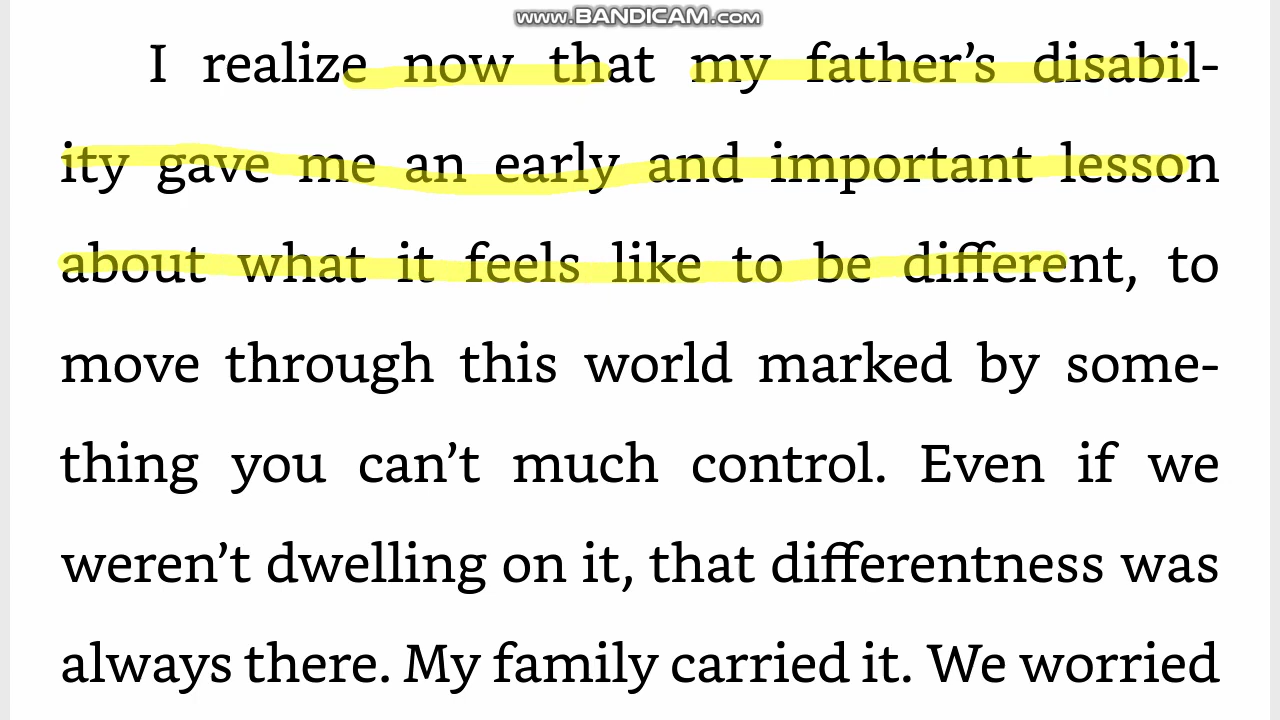 www.BANDICAM.com
I realize now that my father’s disabil-
ity gave me an early and important lesson
about what it feels like to be different, to
move through this world marked by some-
thing you can’t much control. Even if we
weren’t dwelling on it, that differentness was
always there. My family carried it. We worried